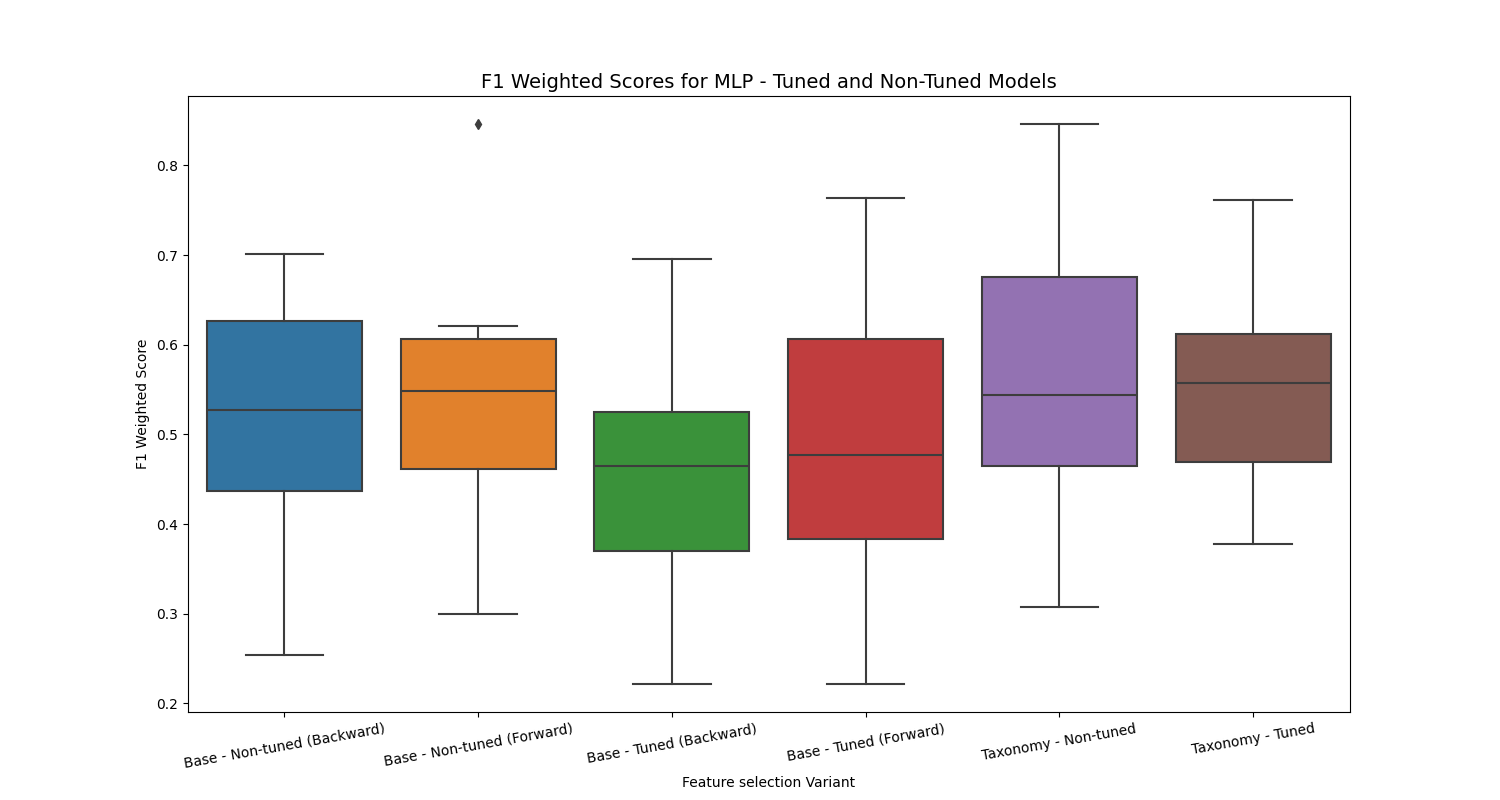 F1 Weighted Scores for MLP - Tuned and Non-Tuned Models
F1 Weighted Score
0.8
0.7
0.6
0.5
0.4
0.3
0.2
Base - Non-tuned (Backward)
Base - Non-tuned (Forward)
Base - Tuned (Backward)
Base - Tuned (Forward)
Taxonomy - Non-tuned
Taxonomy - Tuned
Feature selection Variant